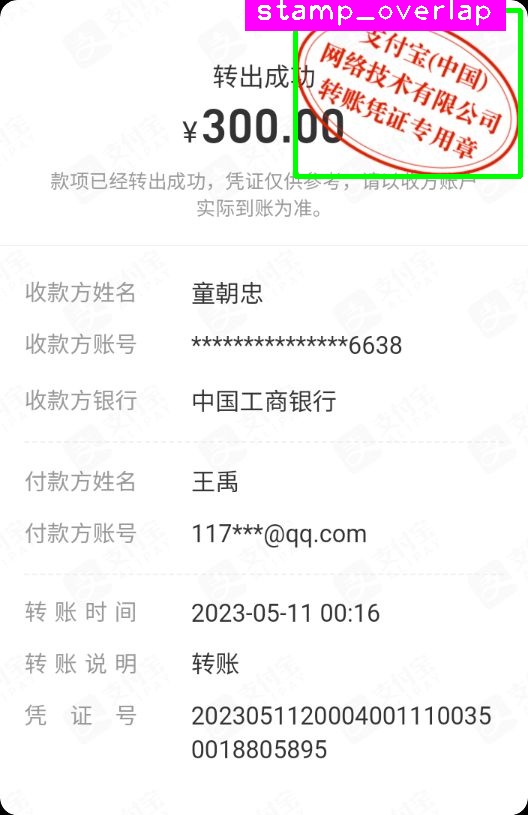 stamp_overlap
支付宝(中国)
网络技术有限公司
转账凭证专用章
转出成功
¥300.00
款项已经转出成功，凭证仅供参考，请以收方账户
实际到账为准。
收款方姓名 童朝忠
收款方账号 ***************6638
收款方银行 中国工商银行
付款方姓名 王禹
付款方账号 117***@qq.com
转账时间 2023-05-11 00:16
转账说明 转账
凭证号 2023051120004001110035
0018805895